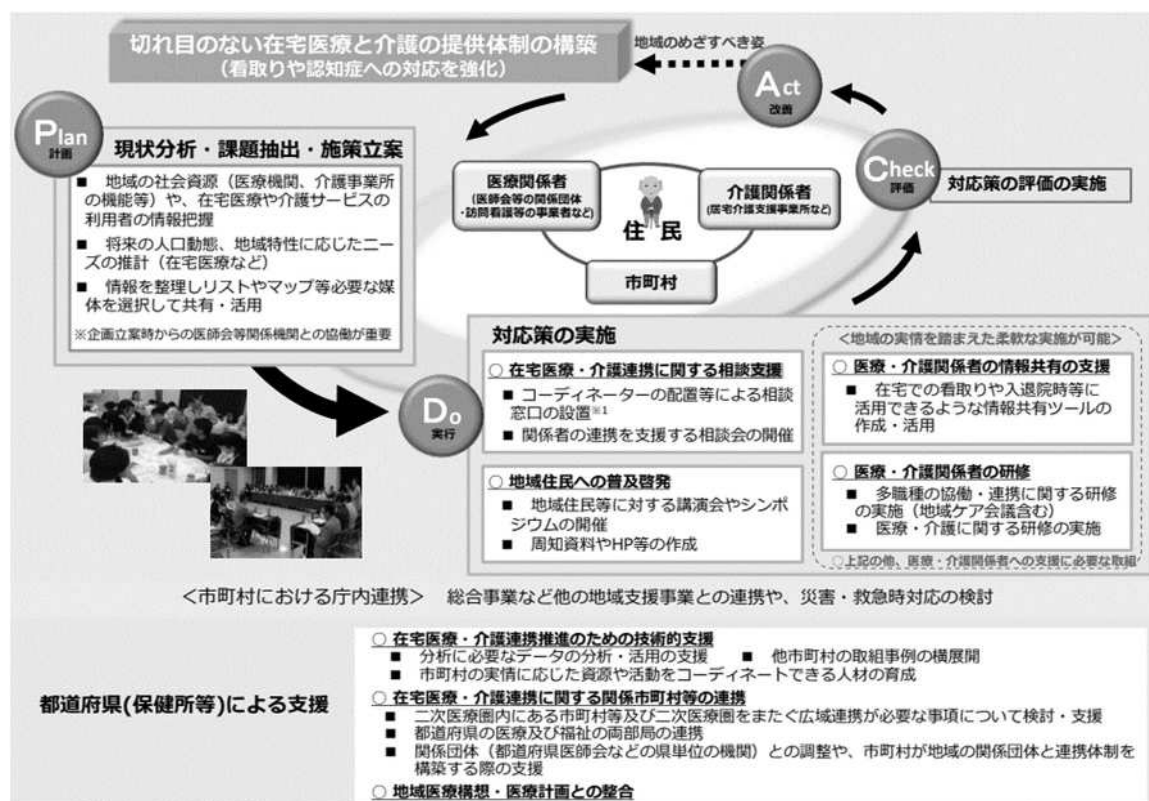 切れ目のない在宅医療と介護の提供体制の構築
(看取りや認知症への対応を強化)
地域のめざすべき姿
Act
改善
Plan
計画
現状分析・課題抽出・施策立案
■ 地域の社会資源（医療機関、介護事業所
の機能等）や、在宅医療や介護サービスの
利用者の情報把握
■ 将来の人口動態、地域特性に応じたニー
ズの推計（在宅医療など）
■ 情報を整理しリストやマップ等必要な媒
体を選択して共有・活用
※企画立案時からの医師会等関係機関との協働が重要
医療関係者
(医師会等の関係団体
・訪問看護等の事業者など)
介護関係者
(居宅介護支援事業所など)
住民
市町村
Check
評価
対応策の評価の実施
Do
実行
対応策の実施
○ 在宅医療・介護連携に関する相談支援
■ コーディネーターの配置等による相談
窓口の設置※1
■ 関係者の連携を支援する相談会の開催
○ 地域住民への普及啓発
■ 地域住民等に対する講演会やシンポ
ジウムの開催
■ 周知資料やHP等の作成
＜地域の実情を踏まえた柔軟な実施が可能＞
○ 医療・介護関係者の情報共有の支援
■ 在宅での看取りや入退院時等に
活用できるような情報共有ツールの
作成・活用
○ 医療・介護関係者の研修
■ 多職種の協働・連携に関する研修
の実施（地域ケア会議含む）
■ 医療・介護に関する研修の実施
○上記の他、医療・介護関係者への支援に必要な取組
＜市町村における庁内連携＞ 総合事業など他の地域支援事業との連携や、災害・救急時対応の検討
都道府県(保健所等)による支援
○ 在宅医療・介護連携推進のための技術的支援
■ 分析に必要なデータの分析・活用の支援 ■ 他市町村の取組事例の横展開
■ 市町村の実情に応じた資源や活動をコーディネートできる人材の育成
○ 在宅医療・介護連携に関する関係市町村等の連携
■ 二次医療圏内にある市町村等及び二次医療圏をまたぐ広域連携が必要な事項について検討・支援
■ 都道府県の医療及び福祉の両部局の連携
■ 関係団体（都道府県医師会などの県単位の機関）との調整や、市町村が地域の関係団体と連携体制を
構築する際の支援
○ 地域医療構想・医療計画との整合